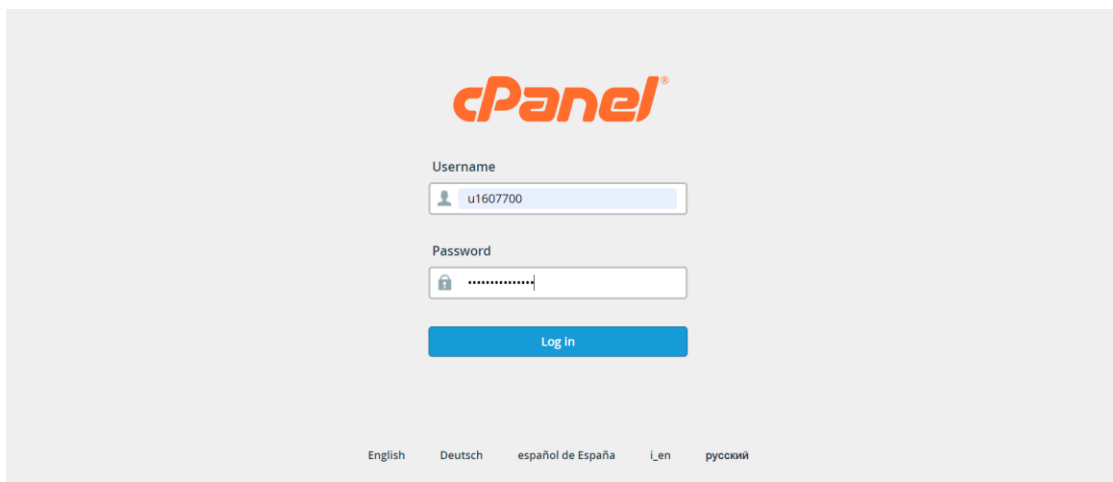 cPanel®
Username
u1607700
Password
•••••••••••••••
Log in
English Deutsch español de España i_en русский